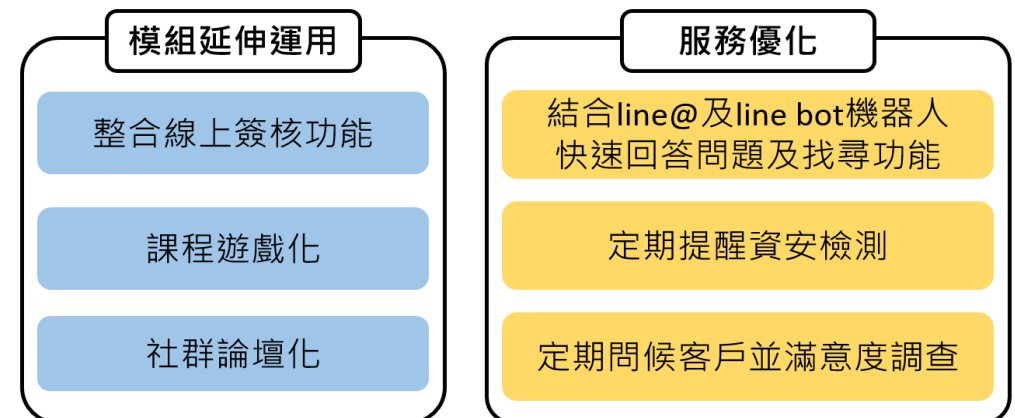 模組延伸運用
整合線上簽核功能
課程遊戲化
社群論壇化
服務優化
結合line@及line bot機器人
快速回答問題及找尋功能
定期提醒資安檢測
定期問候客戶並滿意度調查